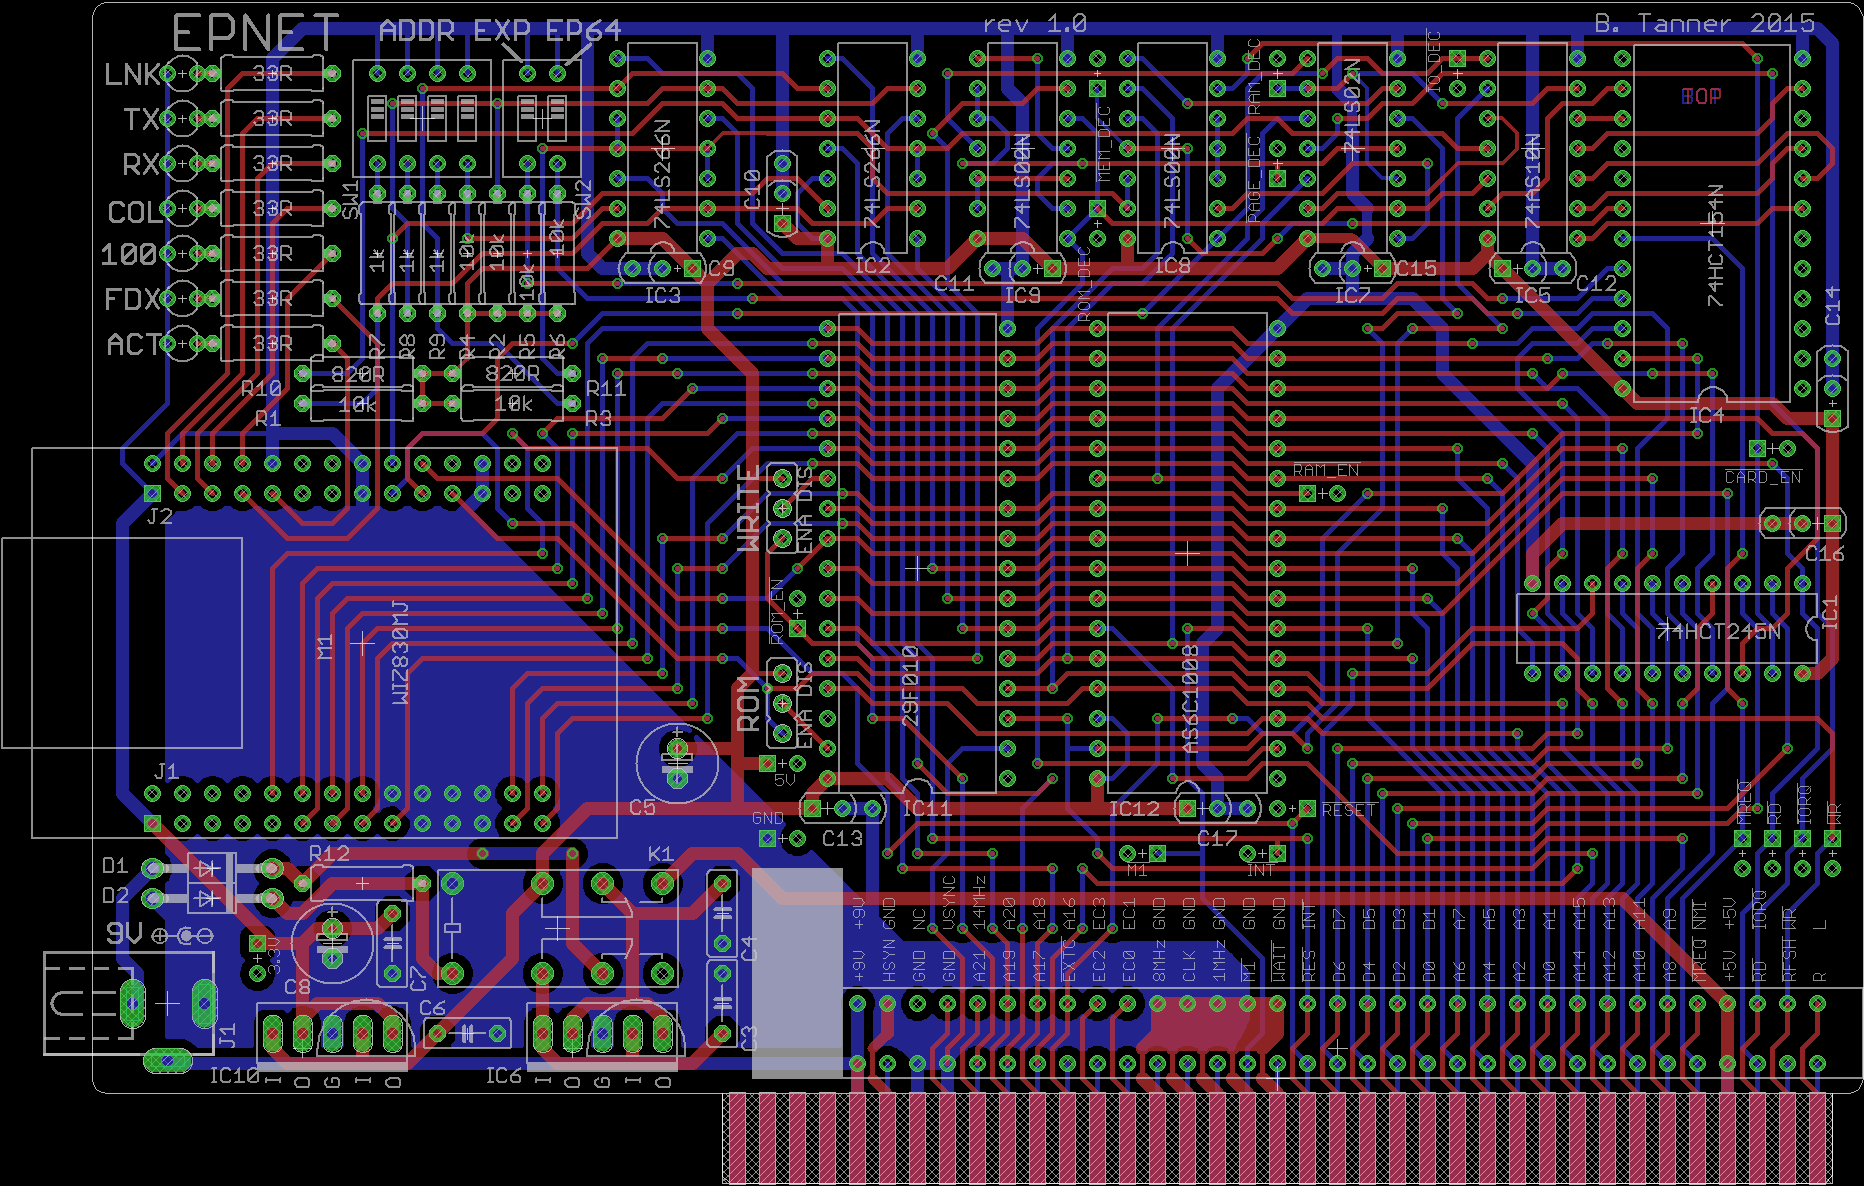 EPNET
ADDR EXP EP64
rev 1.0
B. Tanner 2015
LNK
TX
RX
COL
100
FDX
ACT
33R
33R
33R
33R
33R
33R
33R
SW1
SW2
1k
1k
1k
10k
10k
10k
10k
R7
R8
R9
R4
R2
R5
R6
R10
820R
820R
R11
R1
10k
10k
R3
74LS266N
IC3
C9
C10
74LS266N
IC2
74LS00N
IC9
C11
MEM_DEC
ROM_DEC
74LS00N
IC8
RAM_DEC
PAGE_DEC
74LS02N
IC7
C15
IO_DEC
74AS10N
IC5
C12
TOP
74HCT154N
IC4
C14
CARD_EN
C16
74HCT245N
IC1
RAM_EN
J2
M1
WIZ830MJ
J1
WRITE
ENA DIS
ROM_EN
ROM
ENA DIS
5V
GND
C5
29F010
IC11
C13
AS6C1008
IC12
C17
RESET
M1
INT
MREQ
RD
IORQ
WR
D1
D2
R12
K1
9V
3.3V
C8
C7
C6
C4
C3
J1
IC10
I O G I O
IC6
I O G I O
+9V GND NC VSYNC 14MHz A20 A18 A16 EC3 EC1 GND GND GND GND GND INT D7 D5 D3 D1 A7 A5 A3 A1 A15 A13 A11 A9 NMI +5V IORQ WR L
+9V HSYN GND GND A21 A19 A17 EXTC EC2 EC0 8MHz CLK 1MHz M1 WAIT RES D6 D4 D2 D0 A6 A4 A2 A0 A14 A12 A10 A8 MREQ +5V RD RFSH R